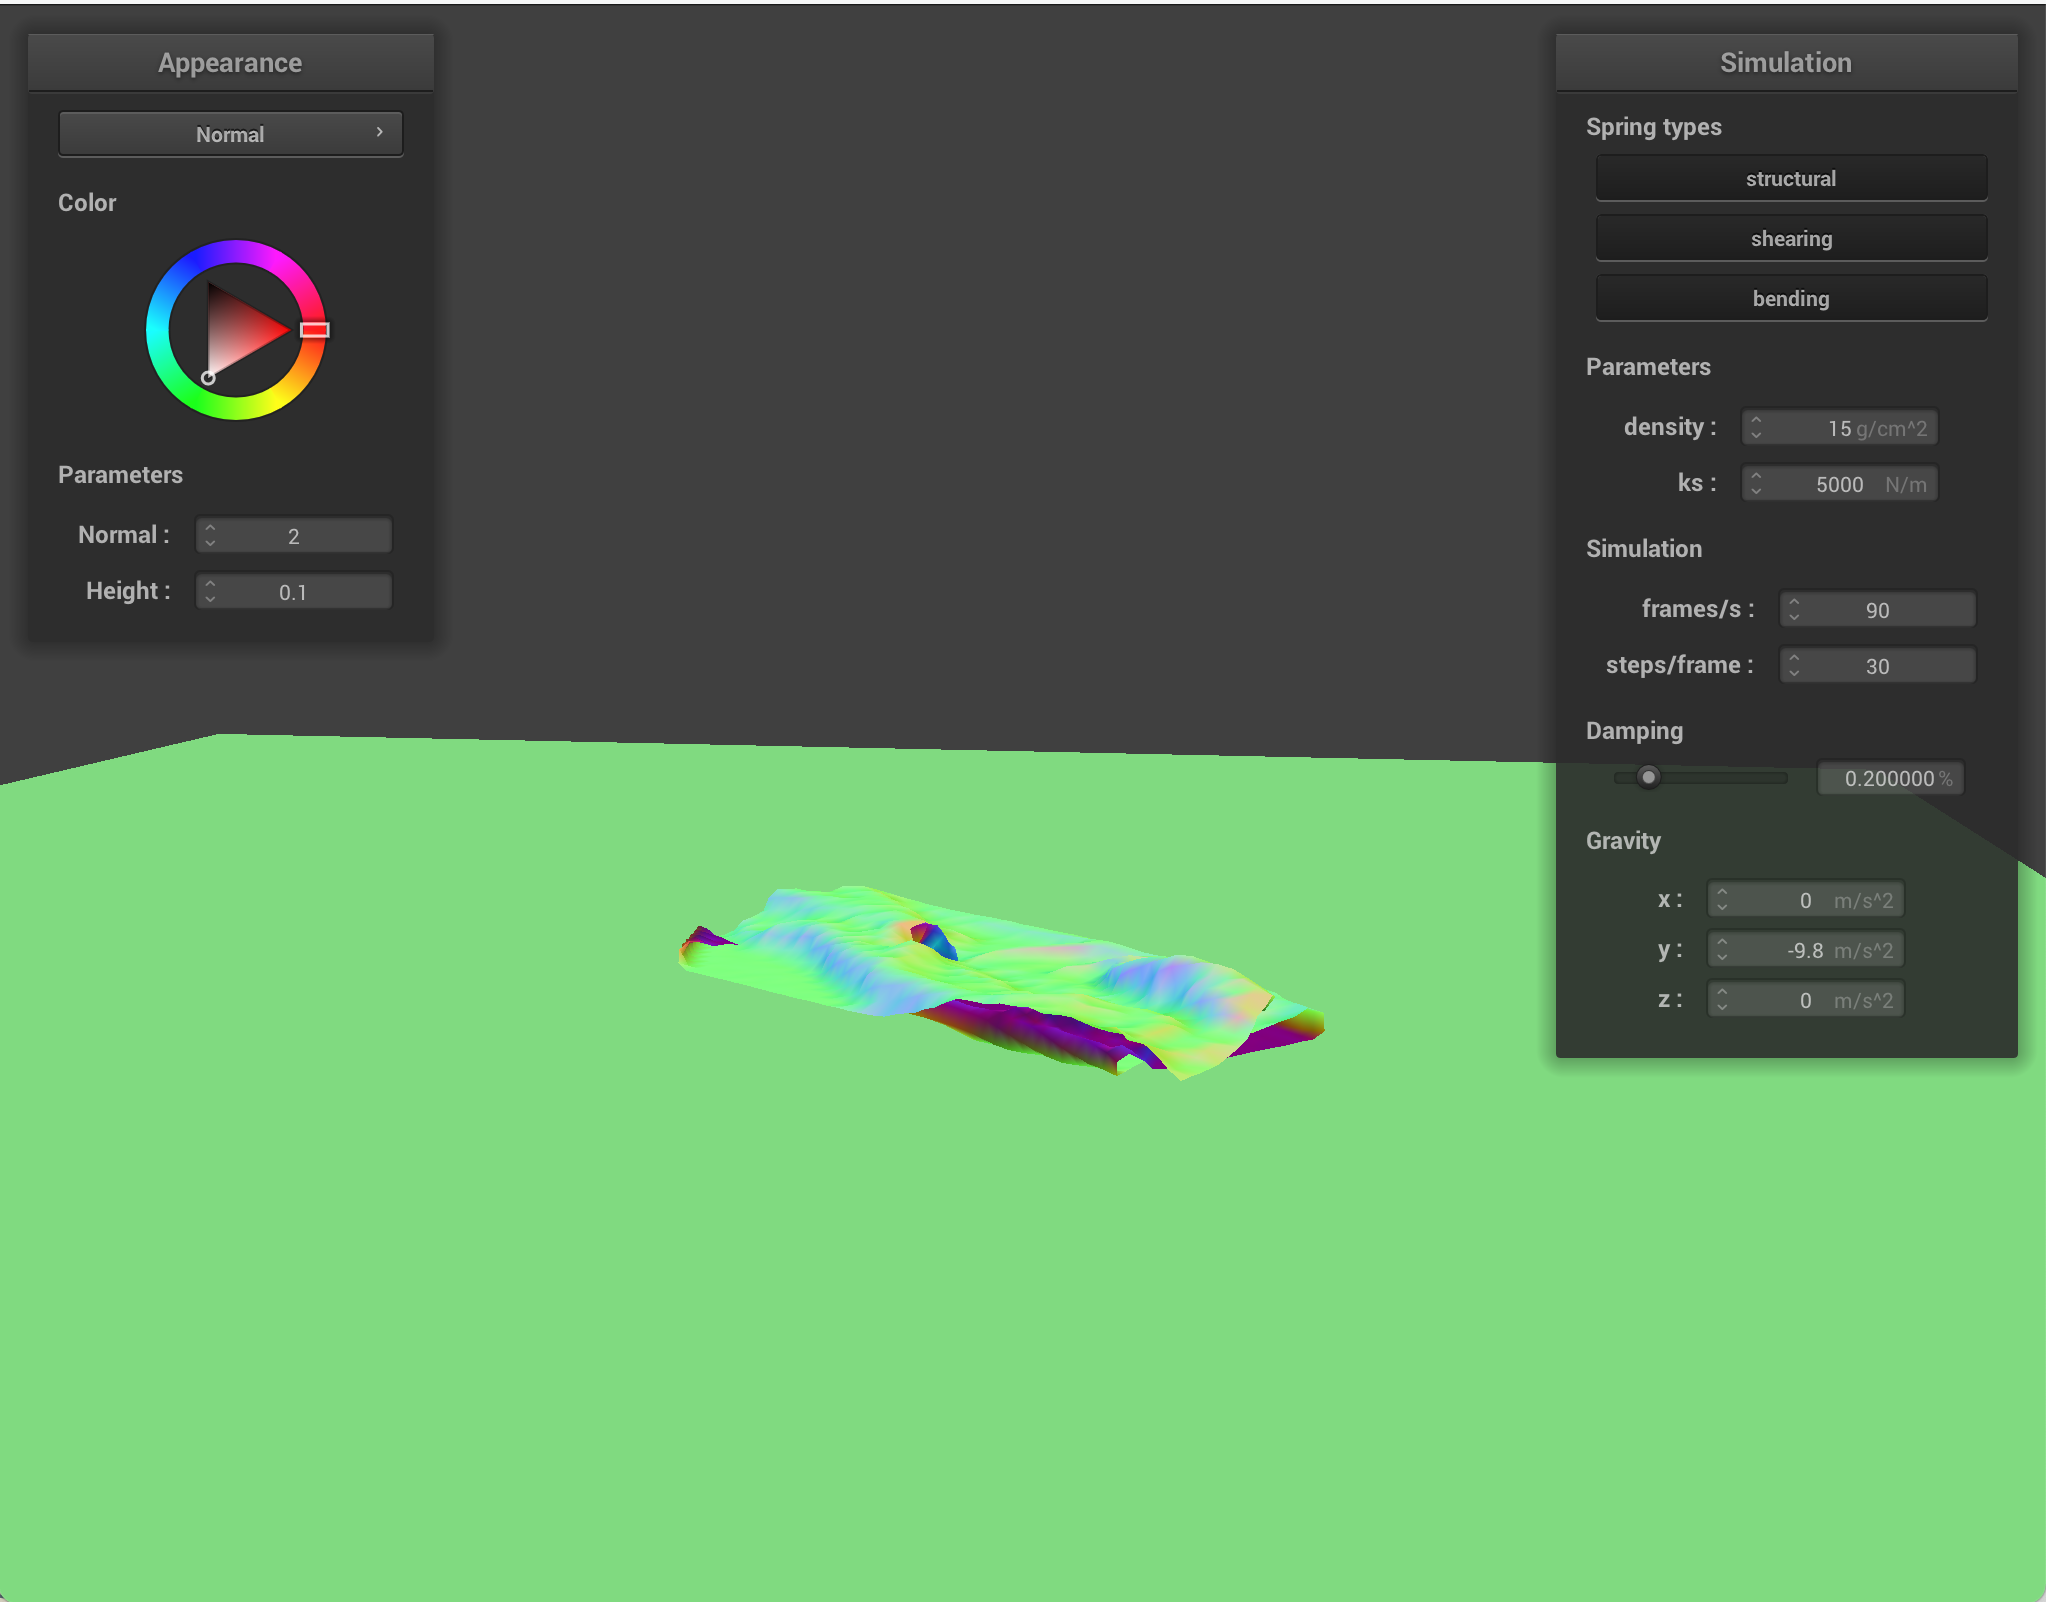 Appearance
Normal
Color
Parameters
Normal : 2
Height : 0.1
Simulation
Spring types
structural
shearing
bending
Parameters
density : 15 g/cm^2
ks : 5000 N/m
Simulation
frames/s : 90
steps/frame : 30
Damping
0.200000 %
Gravity
x : 0 m/s^2
y : -9.8 m/s^2
z : 0 m/s^2